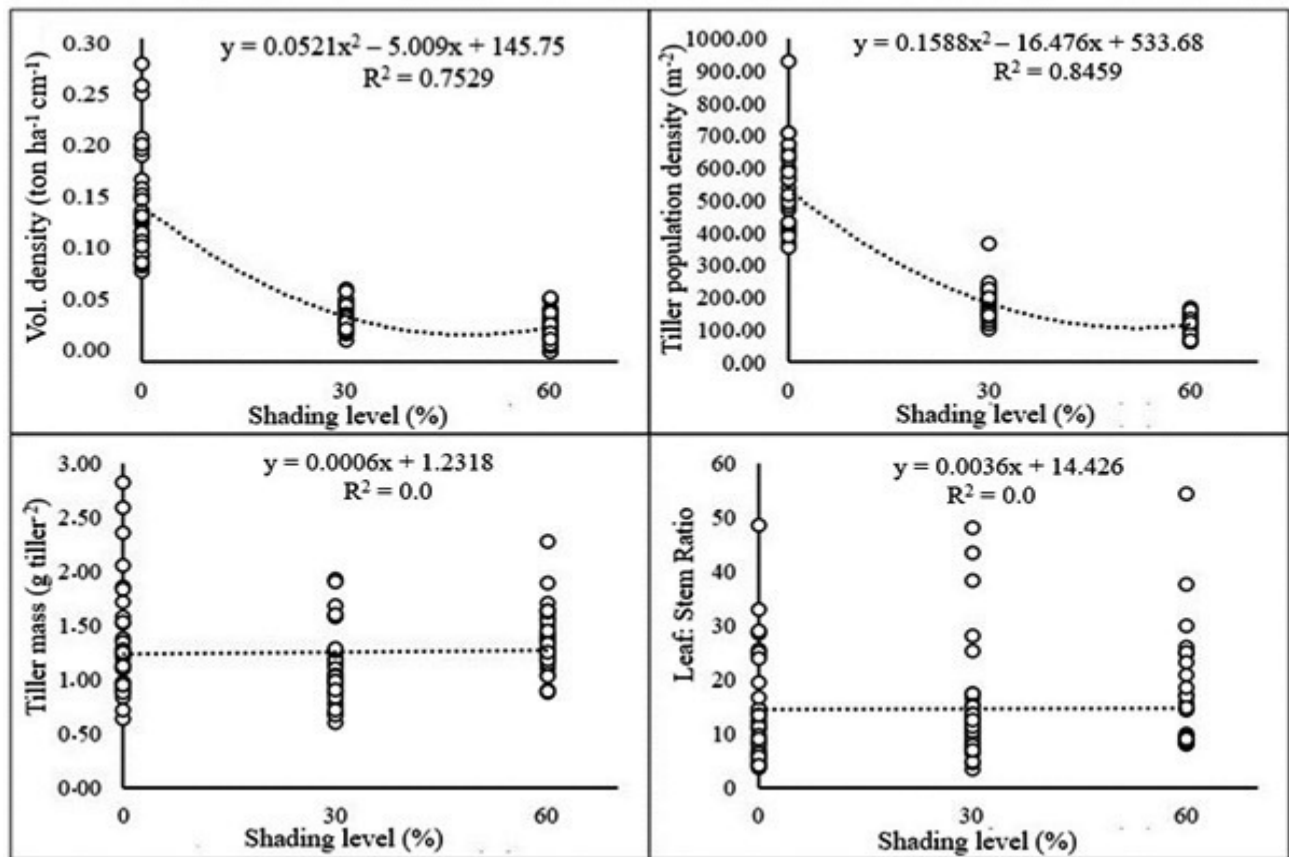 y = 0.0521x² – 5.009x + 145.75
R² = 0.7529
Vol. density (ton ha⁻¹ cm⁻¹)
0.30
0.25
0.20
0.15
0.10
0.05
0.00
0 30 60
Shading level (%)
y = 0.1588x² – 16.476x + 533.68
R² = 0.8459
Tiller population density (m⁻²)
1000.00
900.00
800.00
700.00
600.00
500.00
400.00
300.00
200.00
100.00
0.00
0 30 60
Shading level (%)
y = 0.0006x + 1.2318
R² = 0.0
Tiller mass (g tiller⁻²)
3.00
2.50
2.00
1.50
1.00
0.50
0-00
0 30 60
Shading level (%)
y = 0.0036x + 14.426
R² = 0.0
Leaf: Stem Ratio
60
50
40
30
20
10
0
0 30 60
Shading level (%)